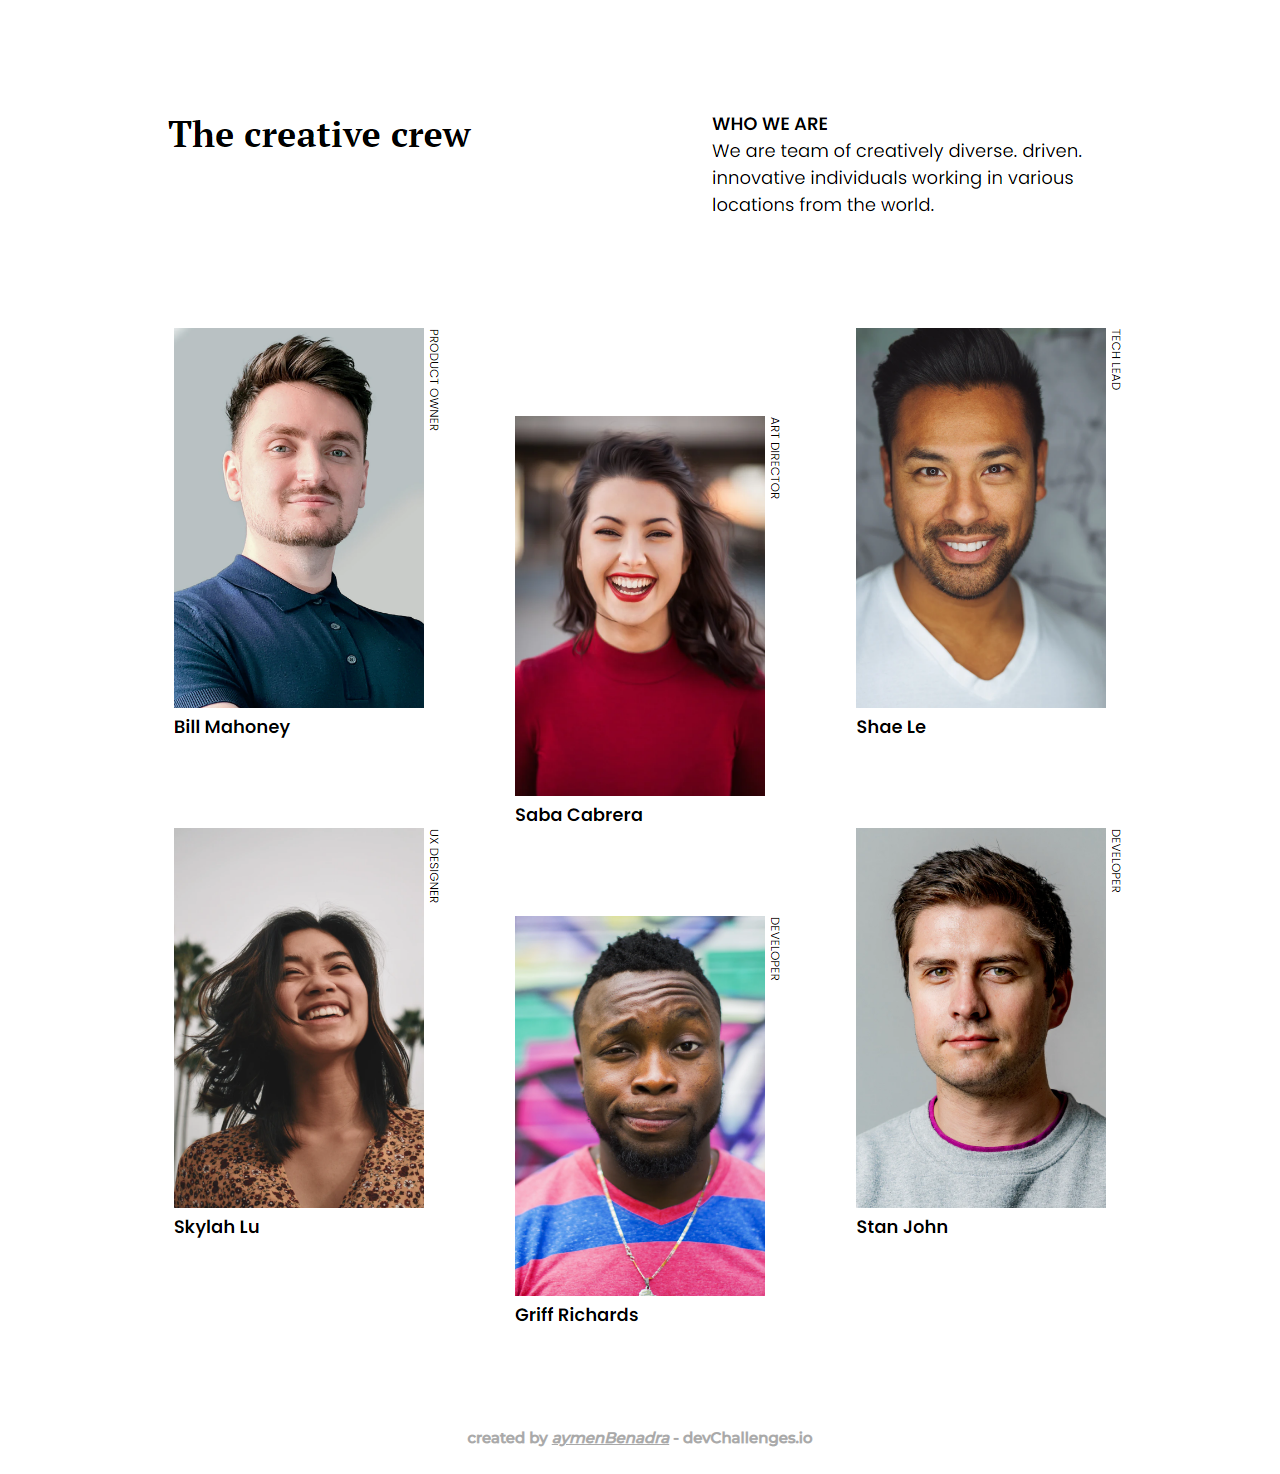 The creative crew
WHO WE ARE
We are team of creatively diverse. driven.
innovative individuals working in various
locations from the world.
PRODUCT OWNER
Bill Mahoney
ART DIRECTOR
Saba Cabrera
TECH LEAD
Shae Le
UX DESIGNER
Skylah Lu
DEVELOPER
Griff Richards
DEVELOPER
Stan John
created by aymenBenadra - devChallenges.io